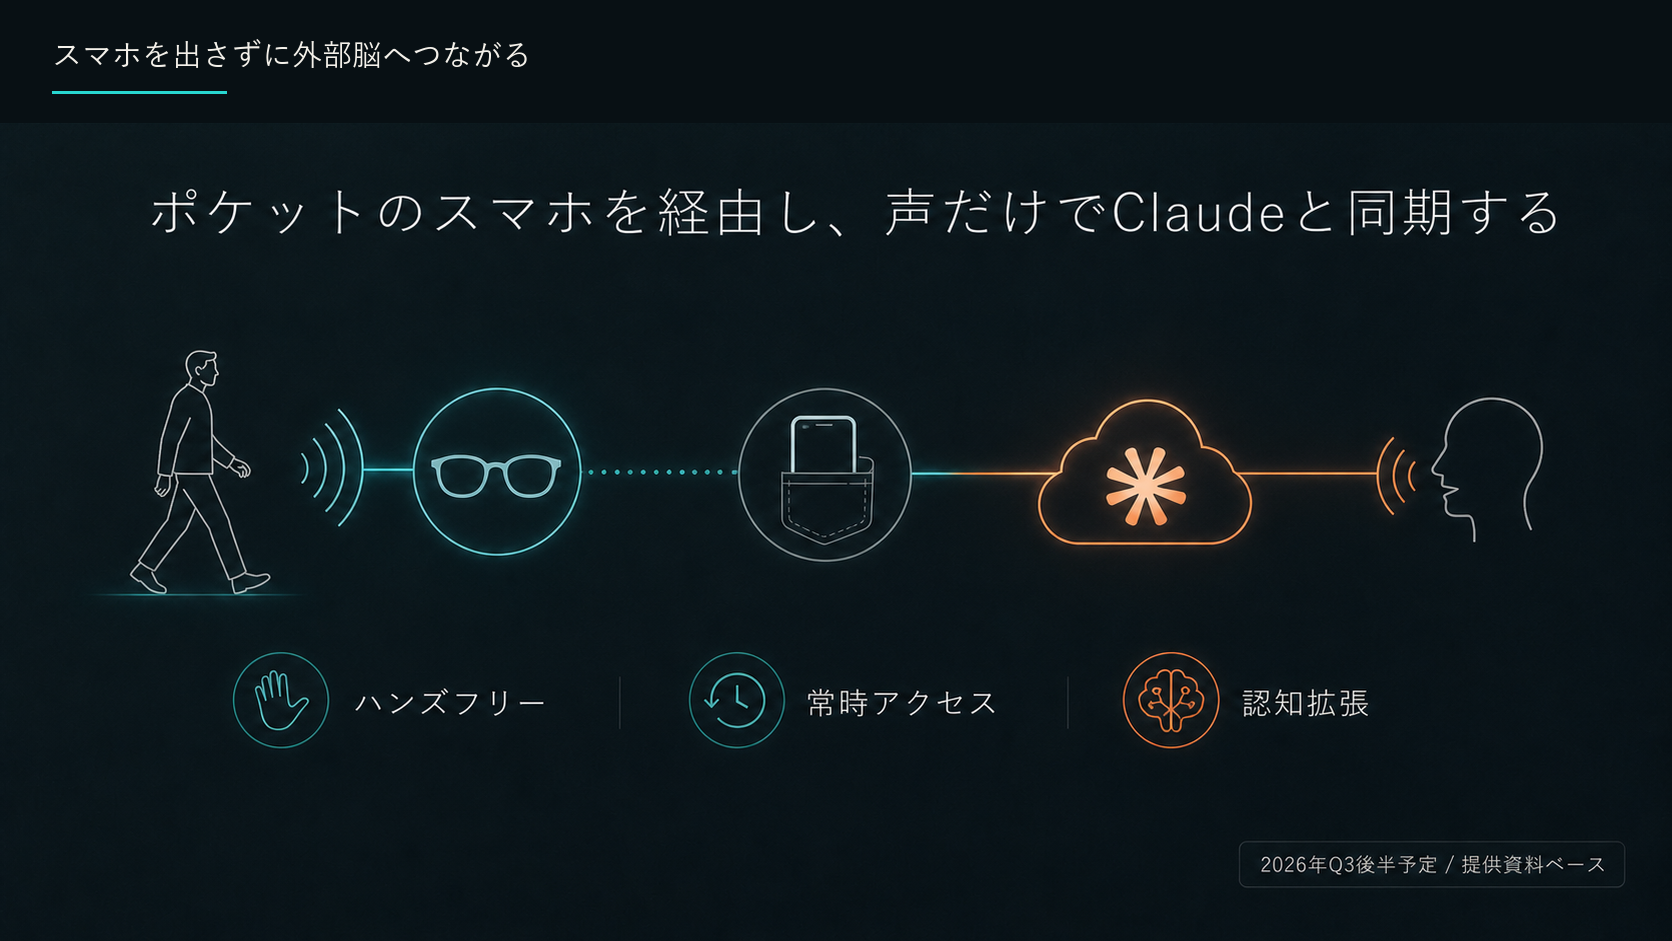 スマホを出さずに外部脳へつながる
ポケットのスマホを経由し、声だけでClaudeと同期する
ハンズフリー
常時アクセス
認知拡張
2026年Q3後半予定 / 提供資料ベース